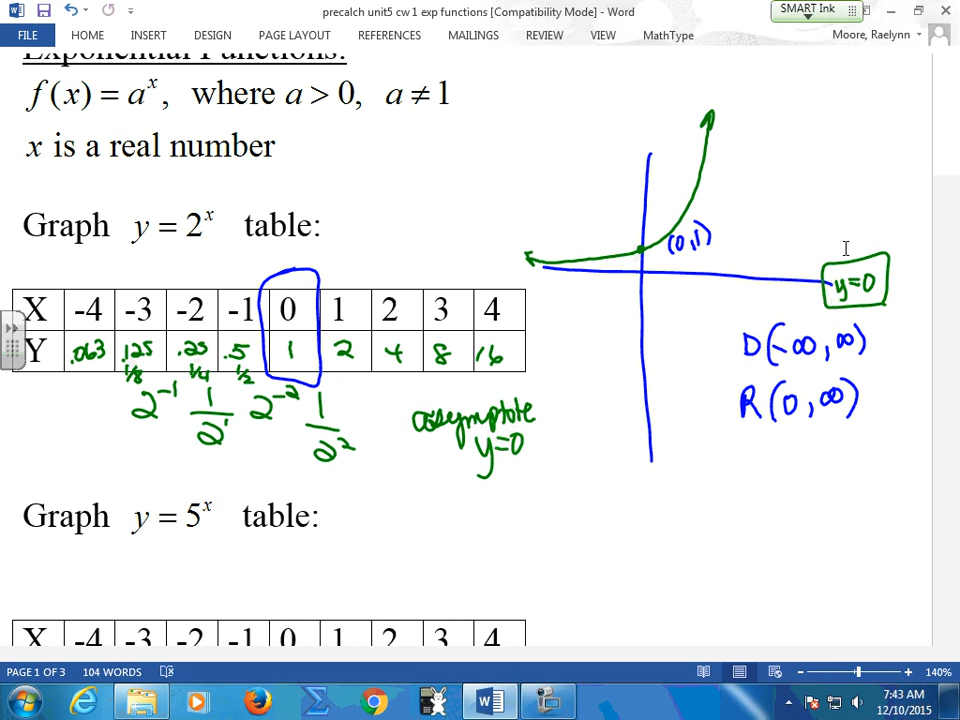 precalch unit5 cw 1 exp functions [Compatibility Mode] - Word
SMART Ink
FILE HOME INSERT DESIGN PAGE LAYOUT REFERENCES MAILINGS REVIEW VIEW MathType Moore, Raelynn
Exponential Functions:
f(x) = a^x, where a > 0, a ≠ 1
x is a real number
Graph y = 2^x table:
(0,1)
y=0
X -4 -3 -2 -1 0 1 2 3 4
Y .063 .125 .25 .5 1 2 4 8 16
1/8 1/4 1/2
2^-1 1/2^1 2^-2 1/2^2
assymptote
y=0
D(-∞,∞)
R(0,∞)
Graph y = 5^x table:
X -4 -3 -2 -1 0 1 2 3 4
PAGE 1 OF 3 104 WORDS 140%
7:43 AM
12/10/2015